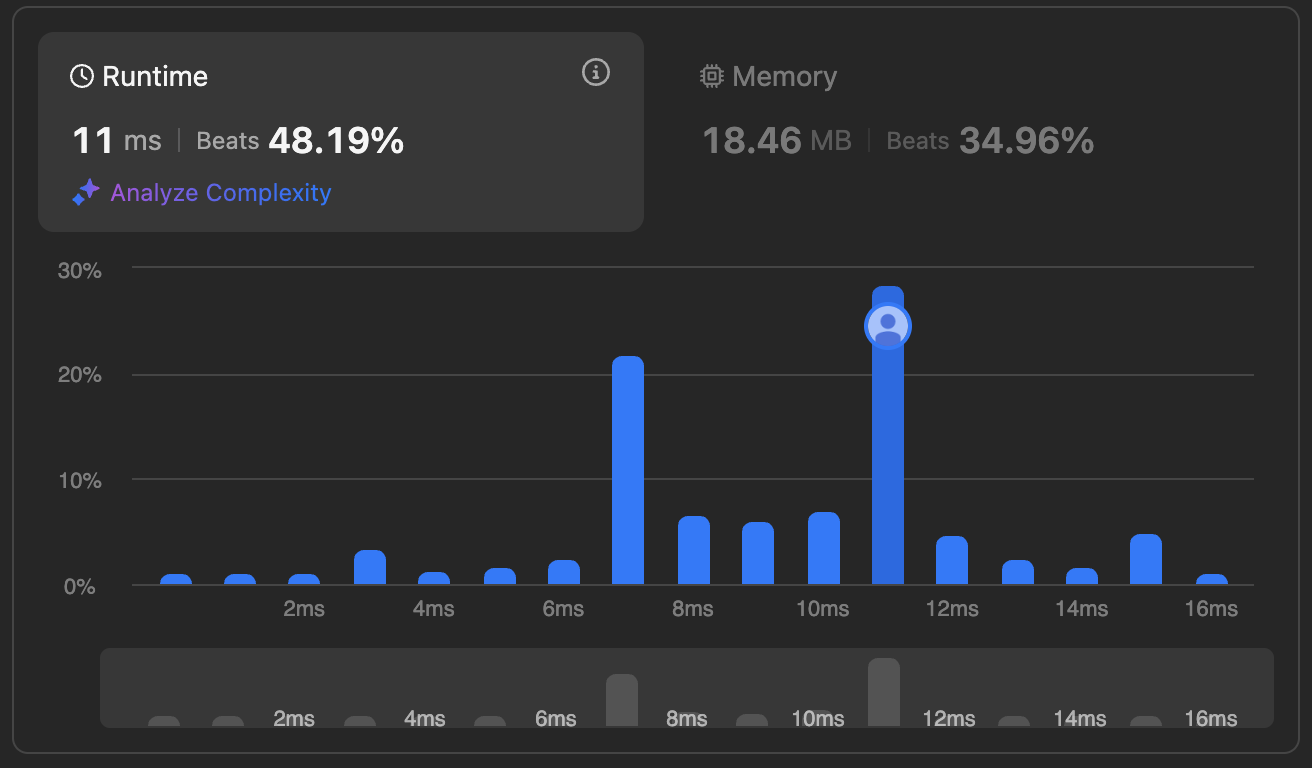 Runtime
11 ms | Beats 48.19%
Analyze Complexity
Memory
18.46 MB | Beats 34.96%
30%
20%
10%
0%
2ms 4ms 6ms 8ms 10ms 12ms 14ms 16ms
2ms 4ms 6ms 8ms 10ms 12ms 14ms 16ms